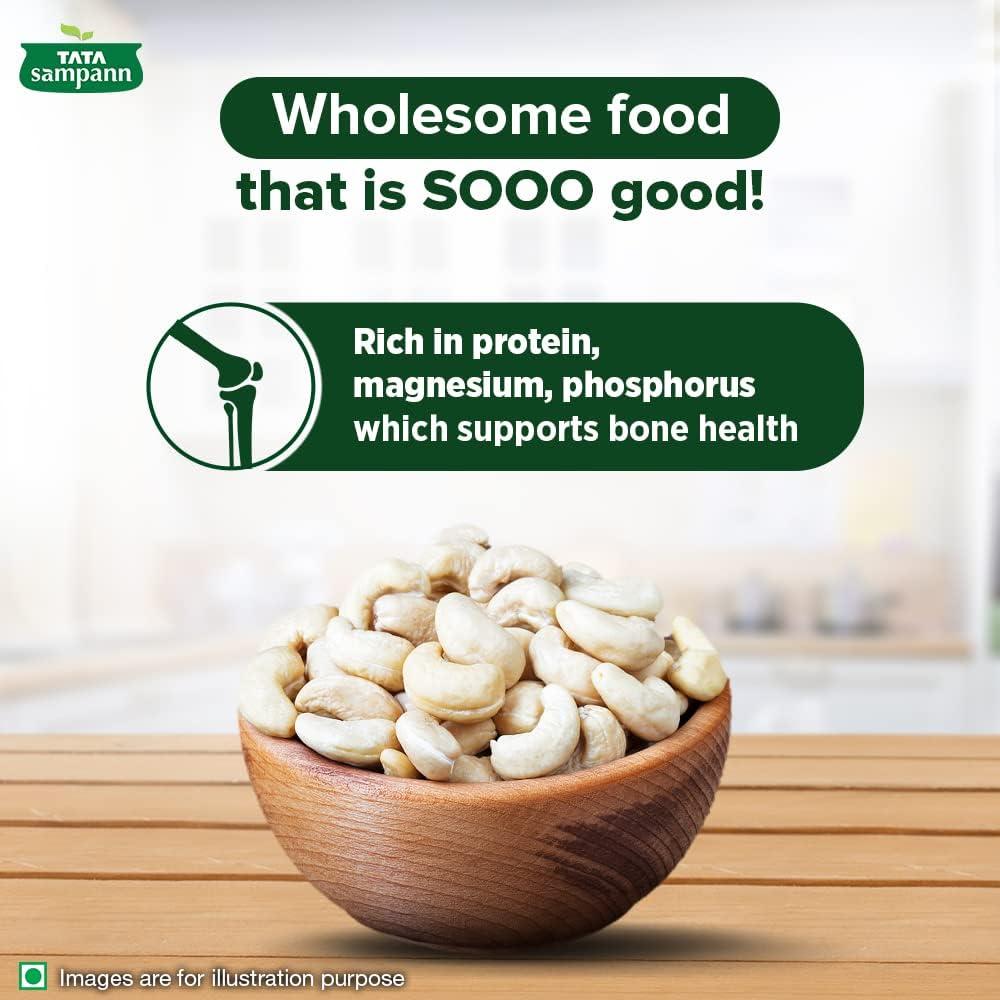 TATA
sampann
Wholesome food
that is SOOO good!
Rich in protein,
magnesium, phosphorus
which supports bone health
Images are for illustration purpose